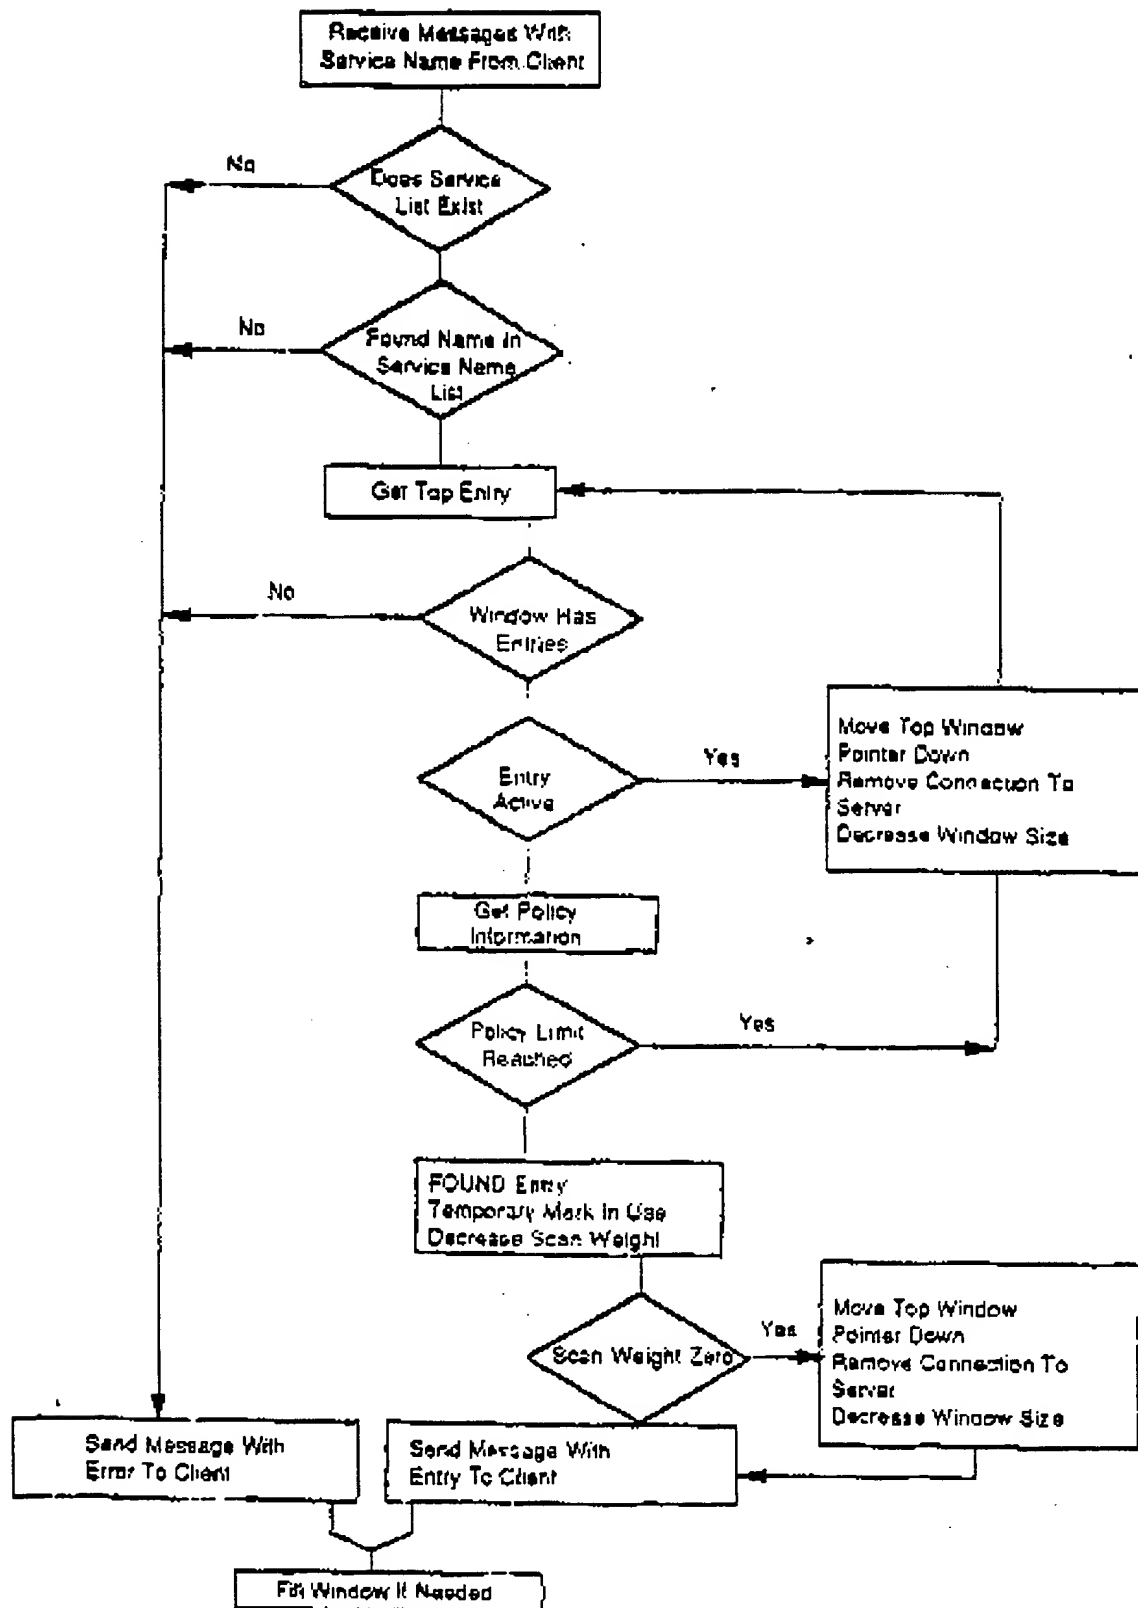 Receive Messages With
Service Name From Client
No
Does Service
List Exist
No
Found Name In
Service Name
List
Get Top Entry
No
Window Has
Entries
Move Top Window
Pointer Down
Remove Connection To
Server
Decrease Window Size
Yes
Entry
Active
Get Policy
Information
Policy Limit
Reached
Yes
FOUND Entry
Temporary Mark In Use
Decrease Scan Weight
Scan Weight Zero
Yes
Move Top Window
Pointer Down
Remove Connection To
Server
Decrease Window Size
Send Message With
Error To Client
Send Message With
Entry To Client
Fill Window If Needed